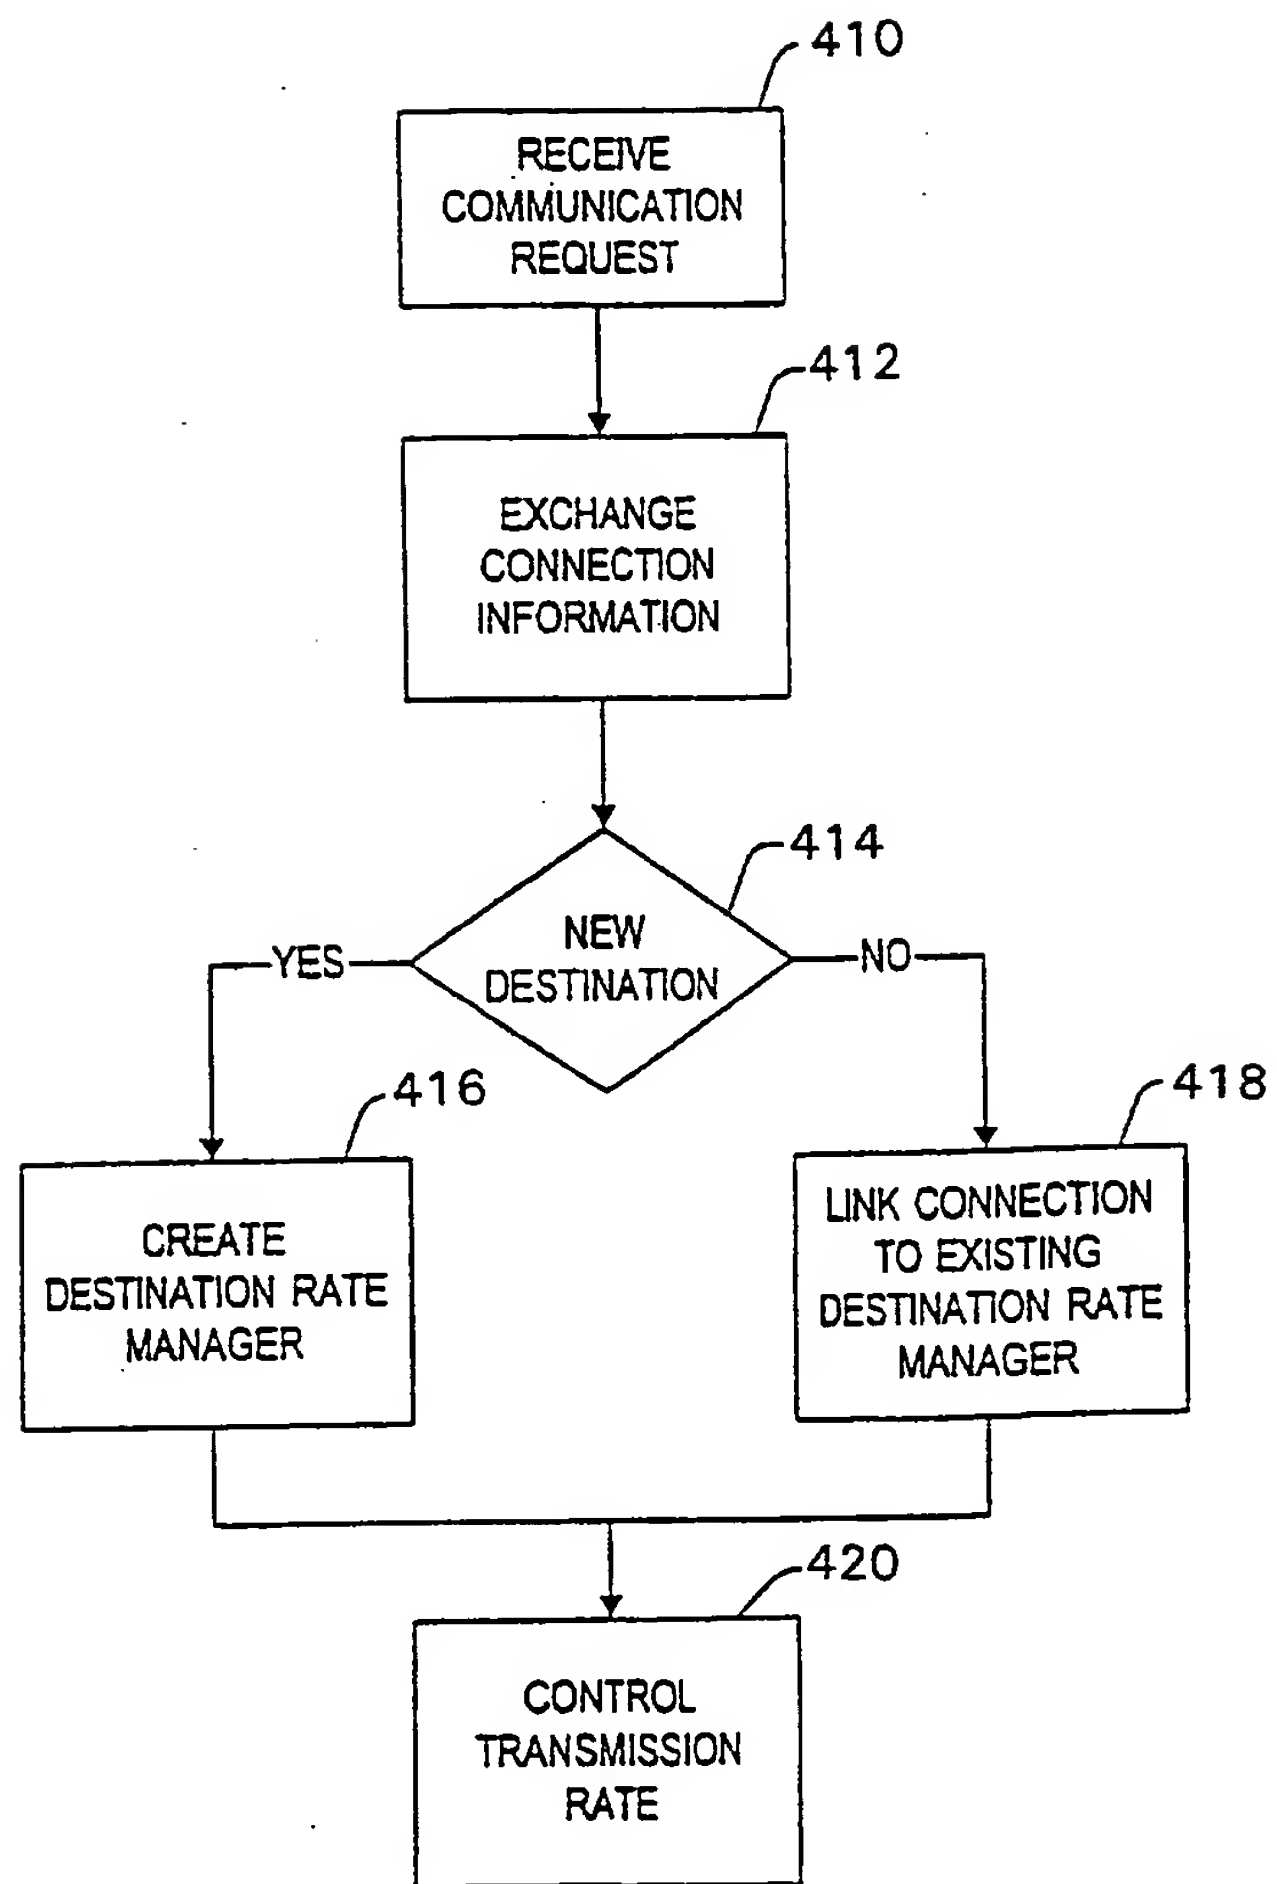 410
RECEIVE
COMMUNICATION
REQUEST
412
EXCHANGE
CONNECTION
INFORMATION
414
NEW
DESTINATION
YES
NO
416
418
CREATE
DESTINATION RATE
MANAGER
LINK CONNECTION
TO EXISTING
DESTINATION RATE
MANAGER
420
CONTROL
TRANSMISSION
RATE